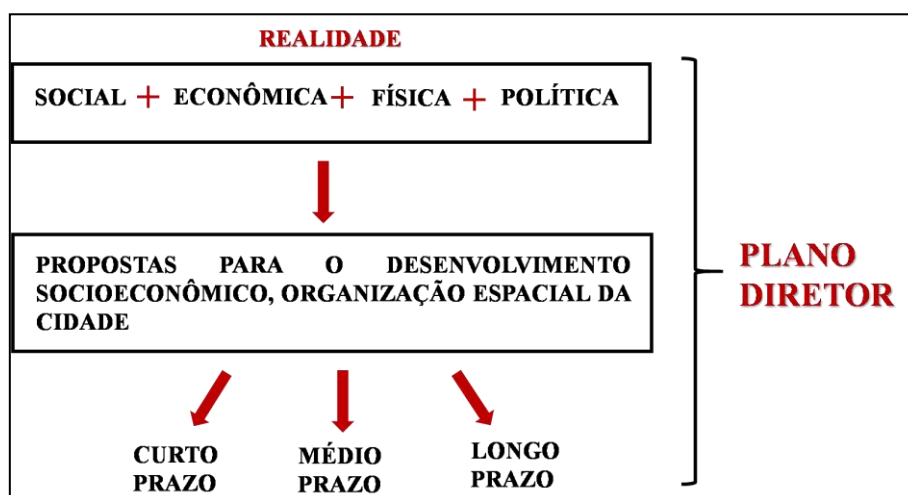 REALIDADE
SOCIAL + ECONÔMICA + FÍSICA + POLÍTICA
PROPOSTAS PARA O DESENVOLVIMENTO
SOCIOECONÔMICO, ORGANIZAÇÃO ESPACIAL DA
CIDADE
CURTO
PRAZO
MÉDIO
PRAZO
LONGO
PRAZO
PLANO
DIRETOR